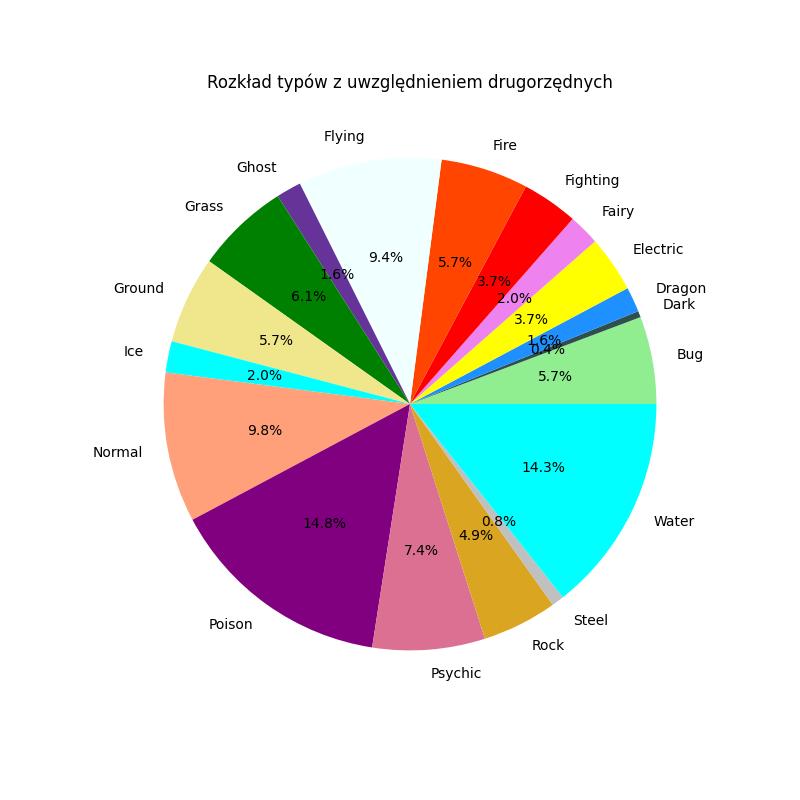 Rozkład typów z uwzględnieniem drugorzędnych
Flying
Fire
Ghost
Fighting
Grass
Fairy
Electric
Ground
Dragon
Dark
Ice
Bug
Normal
Water
Poison
Steel
Rock
Psychic
9.4%
5.7%
1.6%
3.7%
6.1%
2.0%
3.7%
5.7%
1.6%
0.4%
2.0%
5.7%
9.8%
14.3%
14.8%
0.8%
4.9%
7.4%